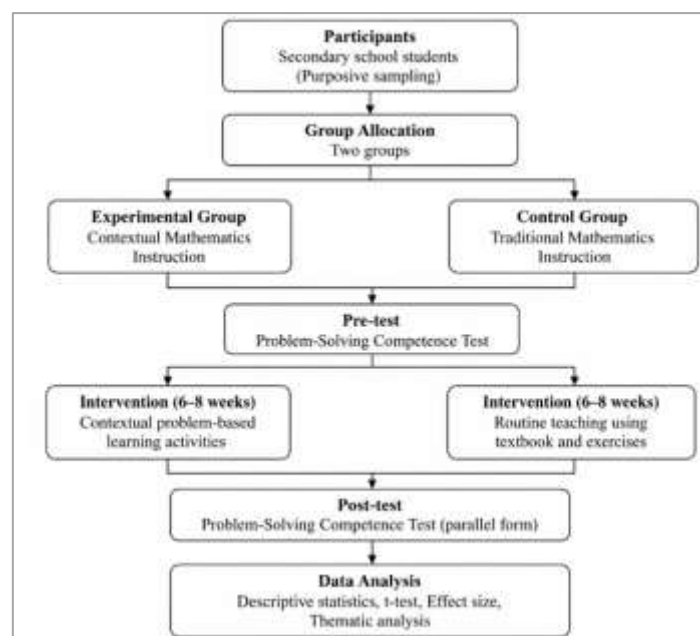 Participants
Secondary school students
(Purposive sampling)
Group Allocation
Two groups
Experimental Group
Contextual Mathematics
Instruction
Control Group
Traditional Mathematics
Instruction
Pre-test
Problem-Solving Competence Test
Intervention (6–8 weeks)
Contextual problem-based
learning activities
Intervention (6–8 weeks)
Routine teaching using
textbook and exercises
Post-test
Problem-Solving Competence Test (parallel form)
Data Analysis
Descriptive statistics, t-test, Effect size,
Thematic analysis